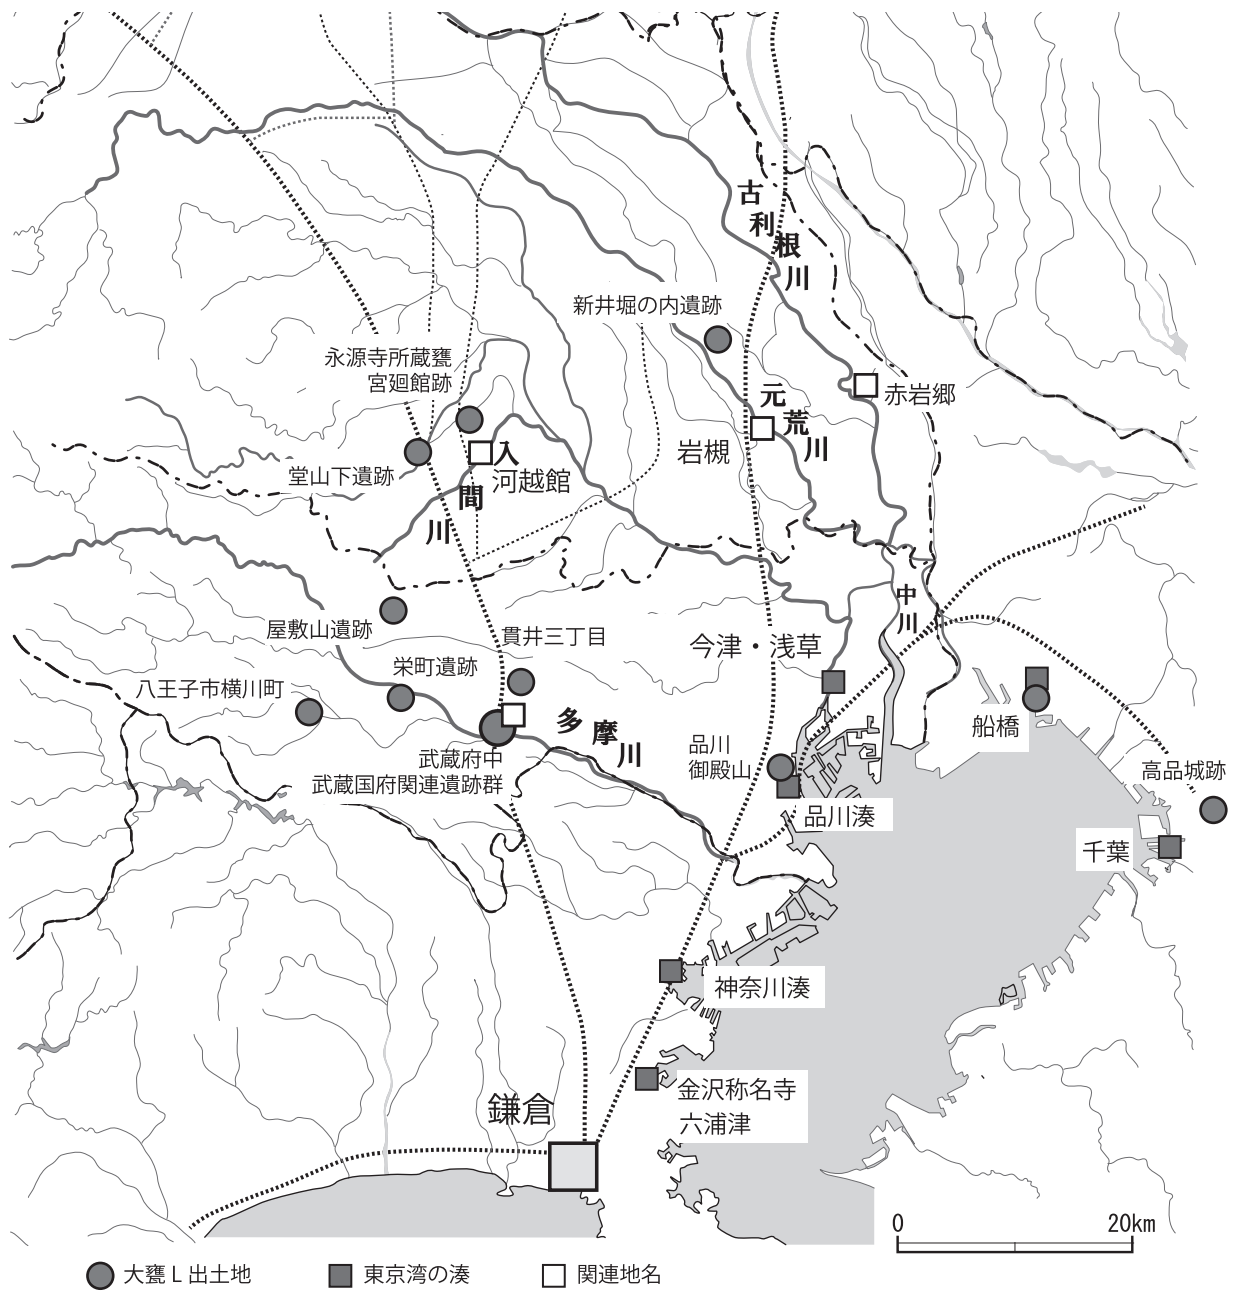 古利根川
新井堀の内遺跡
永源寺所蔵甕
宮廻館跡
赤岩郷
元荒川
岩槻
堂山下遺跡
入間川
河越館
中川
屋敷山遺跡
貫井三丁目
今津・浅草
栄町遺跡
八王子市横川町
多摩川
船橋
武蔵府中
武蔵国府関連遺跡群
品川
御殿山
高品城跡
品川湊
千葉
神奈川湊
金沢称名寺
六浦津
鎌倉
0 20km
大甕L出土地 東京湾の湊 関連地名